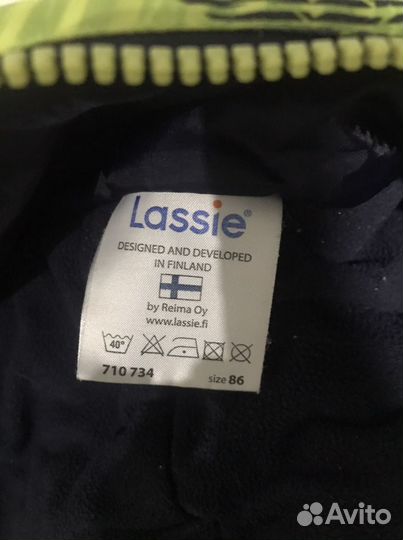 Lassie®
DESIGNED AND DEVELOPED
IN FINLAND
by Reima Oy
www.lassie.fi
40°
710 734 size 86
Avito